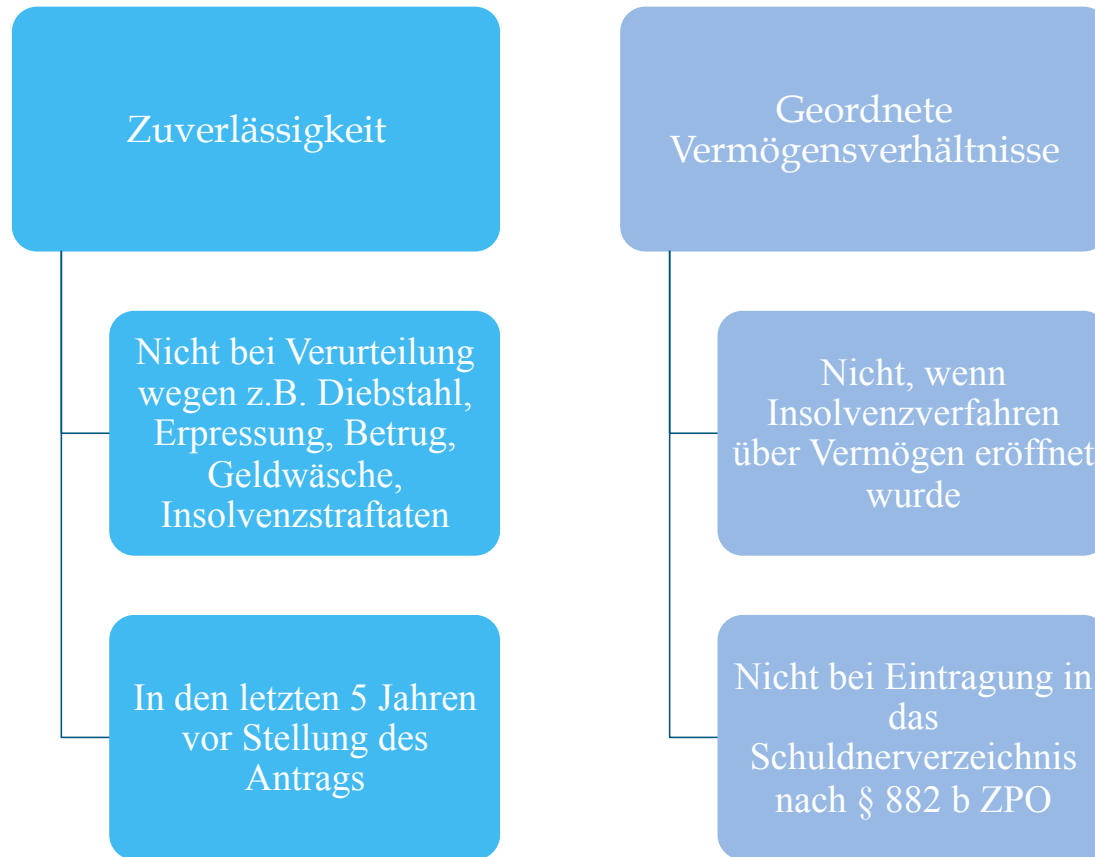 Zuverlässigkeit
Nicht bei Verurteilung
wegen z.B. Diebstahl,
Erpressung, Betrug,
Geldwäsche,
Insolvenzstraftaten
In den letzten 5 Jahren
vor Stellung des
Antrags
Geordnete
Vermögensverhältnisse
Nicht, wenn
Insolvenzverfahren
über Vermögen eröffnet
wurde
Nicht bei Eintragung in
das
Schuldnerverzeichnis
nach § 882 b ZPO